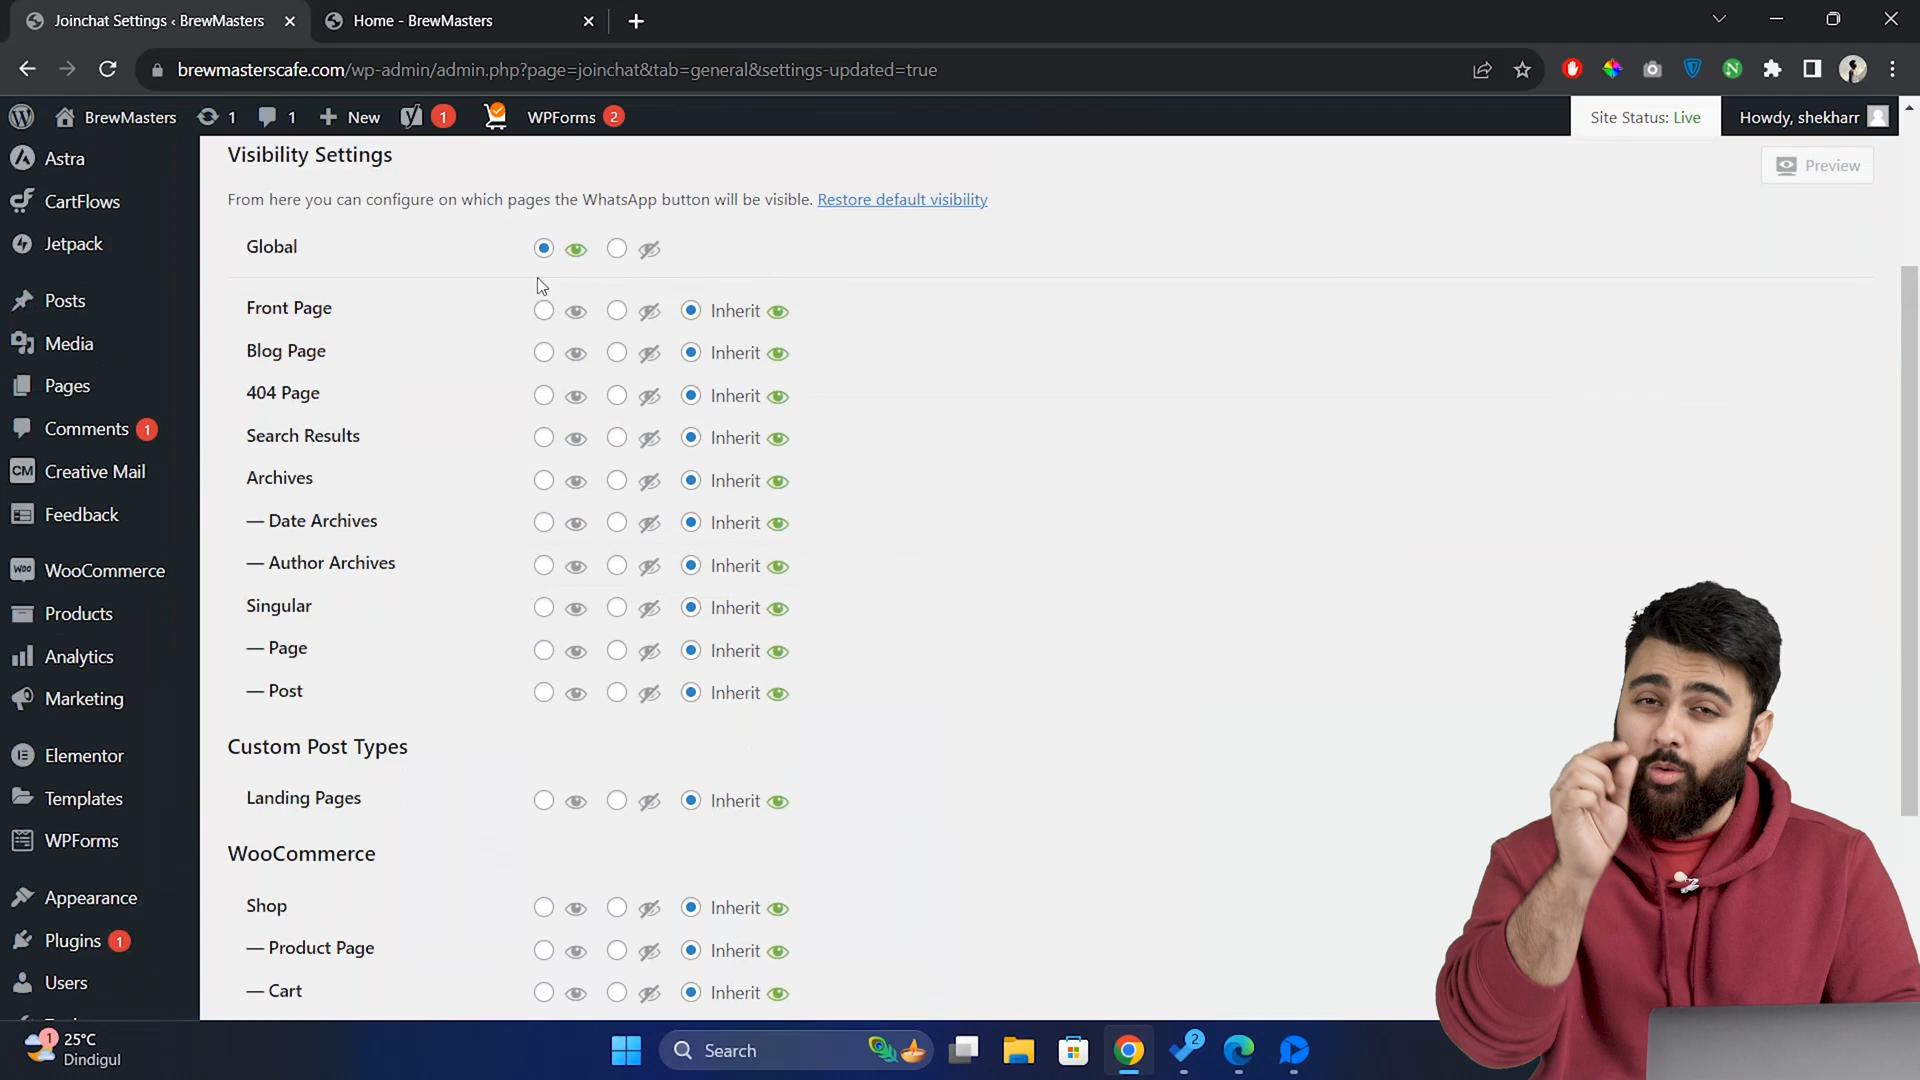 Joinchat Settings ‹ BrewMasters
Home - BrewMasters
brewmasterscafe.com/wp-admin/admin.php?page=joinchat&tab=general&settings-updated=true
BrewMasters
1
1
New
1
WPForms 2
Site Status: Live
Howdy, shekharr
Astra
CartFlows
Jetpack
Posts
Media
Pages
Comments 1
CM Creative Mail
Feedback
Woo WooCommerce
Products
Analytics
Marketing
Elementor
Templates
WPForms
Appearance
Plugins 1
Users
Visibility Settings
Preview
From here you can configure on which pages the WhatsApp button will be visible. Restore default visibility
Global
Front Page Inherit
Blog Page Inherit
404 Page Inherit
Search Results Inherit
Archives Inherit
— Date Archives Inherit
— Author Archives Inherit
Singular Inherit
— Page Inherit
— Post Inherit
Custom Post Types
Landing Pages Inherit
WooCommerce
Shop Inherit
— Product Page Inherit
— Cart Inherit
1
25°C
Dindigul
Search
2